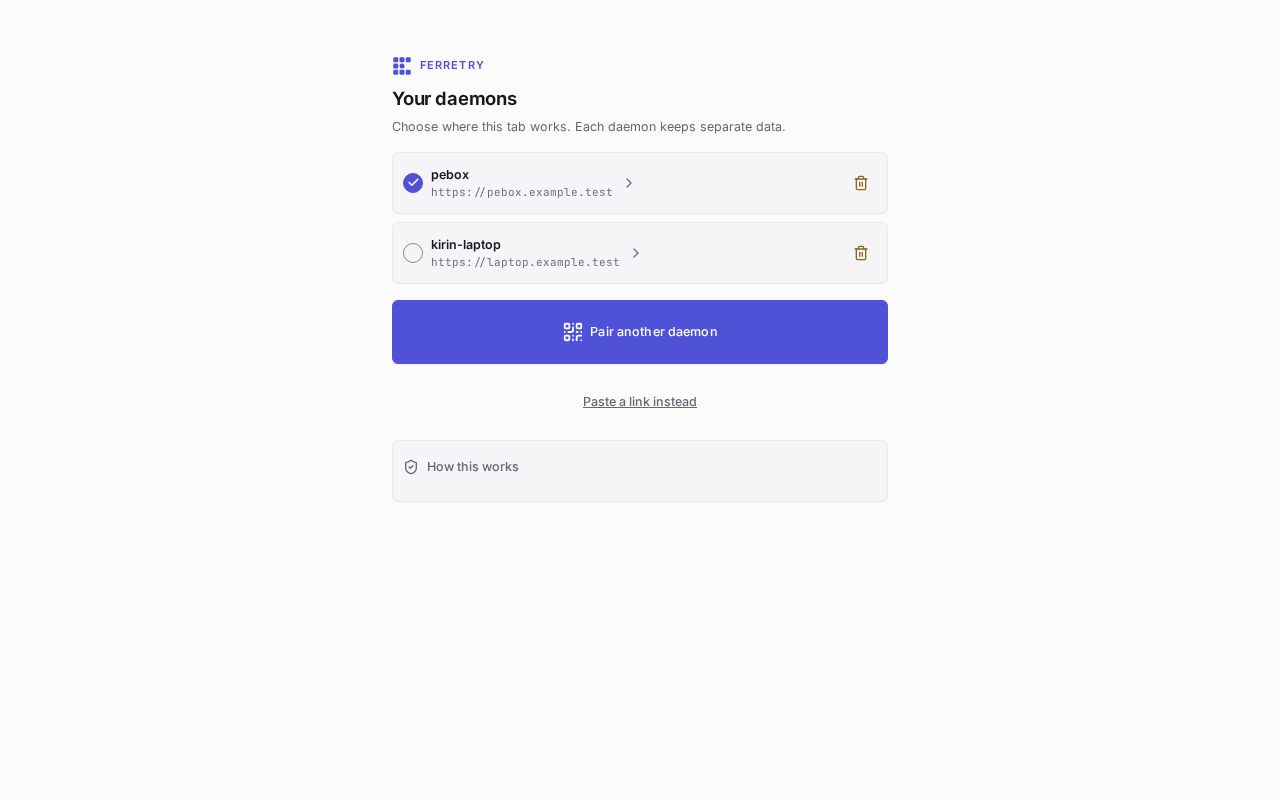 FERRETRY
Your daemons
Choose where this tab works. Each daemon keeps separate data.
pebox
https://pebox.example.test
kirin-laptop
https://laptop.example.test
Pair another daemon
Paste a link instead
How this works